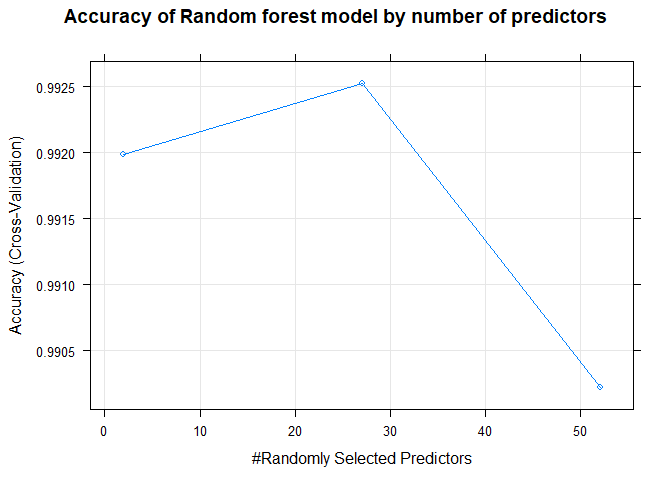 Accuracy of Random forest model by number of predictors
0.9925
0.9920
0.9915
0.9910
0.9905
Accuracy (Cross-Validation)
0 10 20 30 40 50
#Randomly Selected Predictors